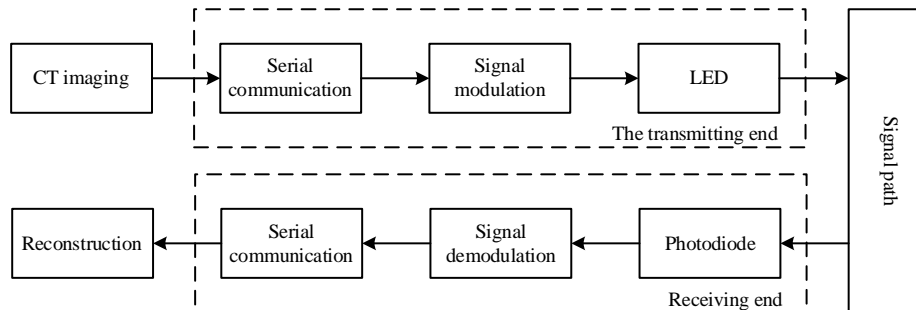 CT imaging
Serial
communication
Signal
modulation
LED
The transmitting end
Signal path
Reconstruction
Serial
communication
Signal
demodulation
Photodiode
Receiving end